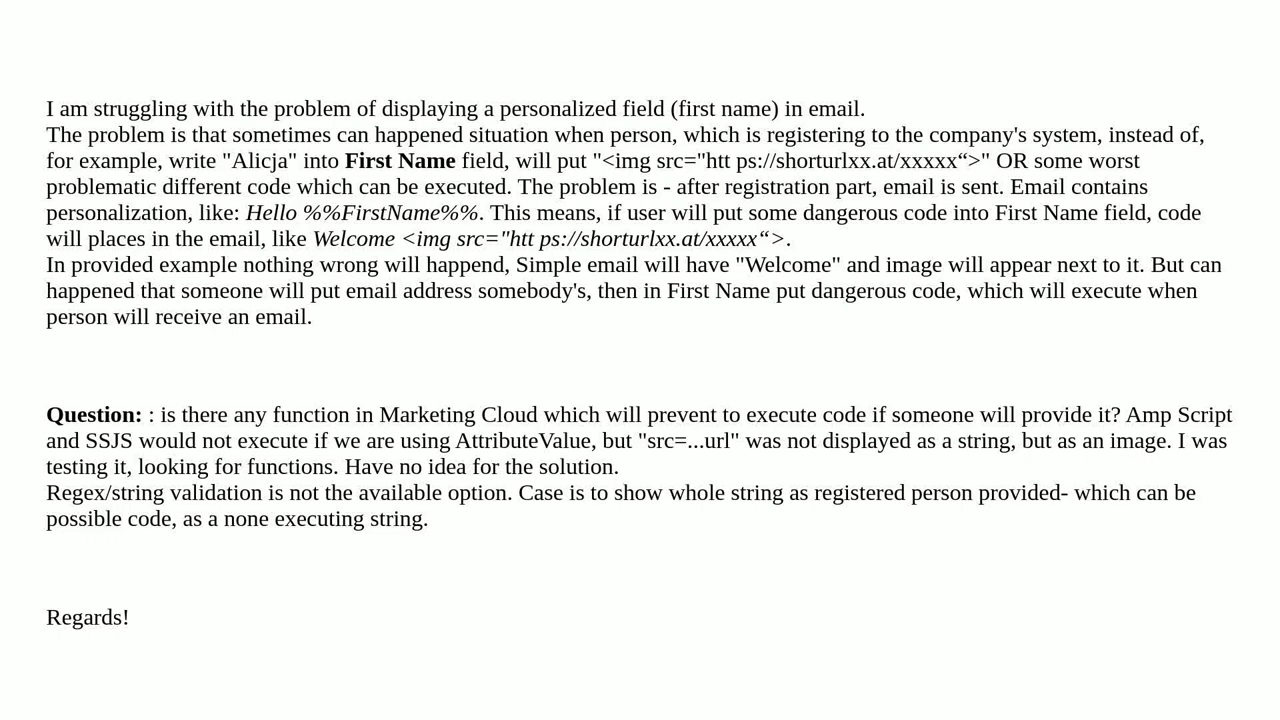 I am struggling with the problem of displaying a personalized field (first name) in email.
The problem is that sometimes can happened situation when person, which is registering to the company's system, instead of,
for example, write "Alicja" into First Name field, will put "<img src="htt ps://shorturlxx.at/xxxxx“>" OR some worst
problematic different code which can be executed. The problem is - after registration part, email is sent. Email contains
personalization, like: Hello %%FirstName%%. This means, if user will put some dangerous code into First Name field, code
will places in the email, like Welcome <img src="htt ps://shorturlxx.at/xxxxx“>.
In provided example nothing wrong will happend, Simple email will have "Welcome" and image will appear next to it. But can
happened that someone will put email address somebody's, then in First Name put dangerous code, which will execute when
person will receive an email.
Question: : is there any function in Marketing Cloud which will prevent to execute code if someone will provide it? Amp Script
and SSJS would not execute if we are using AttributeValue, but "src=...url" was not displayed as a string, but as an image. I was
testing it, looking for functions. Have no idea for the solution.
Regex/string validation is not the available option. Case is to show whole string as registered person provided- which can be
possible code, as a none executing string.
Regards!